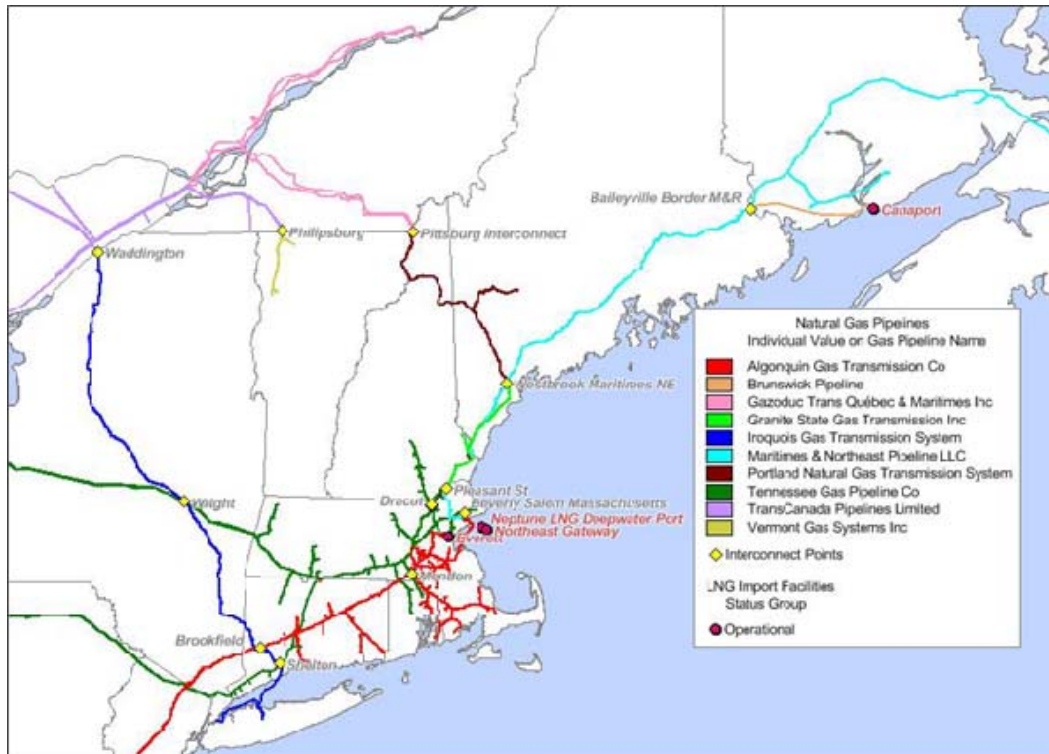 Baileyville Border M&R
Canaport
Philipsburg
Pittsburg Interconnect
Waddington
Natural Gas Pipelines
Individual Value on Gas Pipeline Name
Algonquin Gas Transmission Co
Brunswick Pipeline
Gazoduc Trans Québec & Maritimes Inc
Granite State Gas Transmission Inc
Iroquois Gas Transmission System
Maritimes & Northeast Pipeline LLC
Portland Natural Gas Transmission System
Tennessee Gas Pipeline Co
TransCanada Pipelines Limited
Vermont Gas Systems Inc
Interconnect Points
LNG Import Facilities
Status Group
Operational
Westbrook Maritimes NE
Pleasant St
Wright
Dracut
Beverly Salem Massachusetts
Neptune LNG Deepwater Port
Northeast Gateway
Everett
Mendon
Brookfield
Shelton